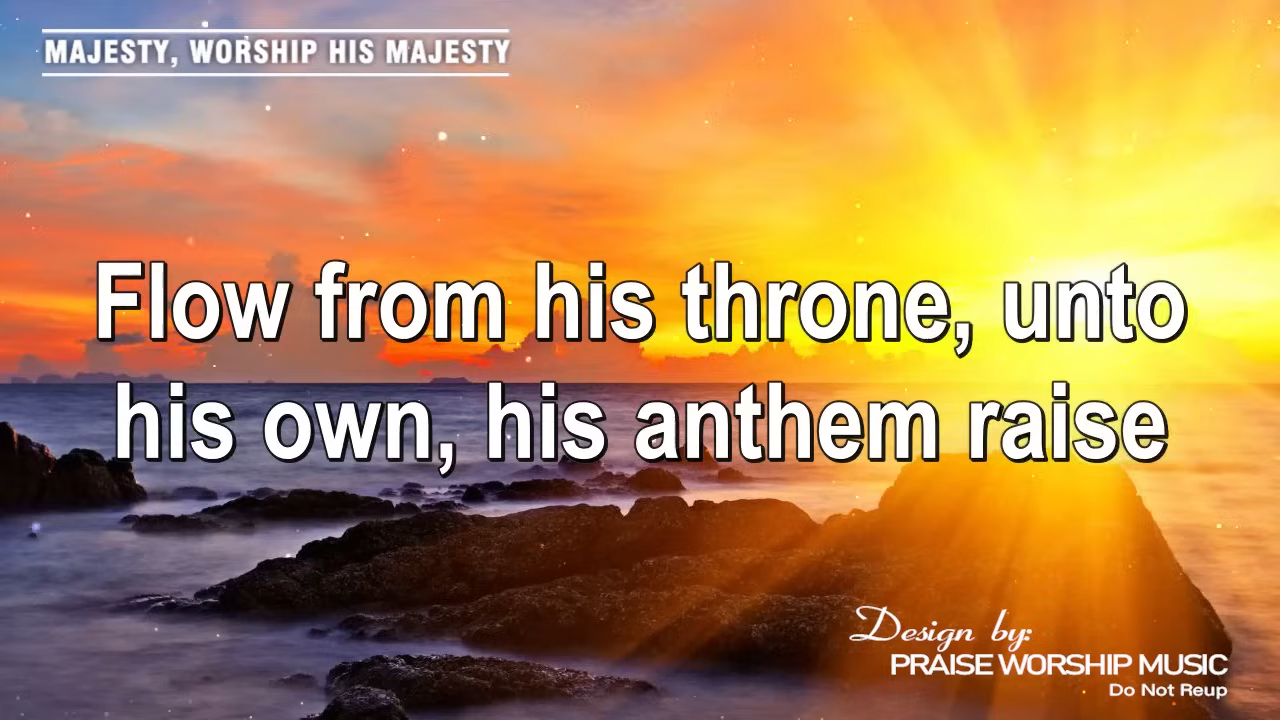 MAJESTY, WORSHIP HIS MAJESTY
Flow from his throne, unto
his own, his anthem raise
Design by:
PRAISE WORSHIP MUSIC
Do Not Reup